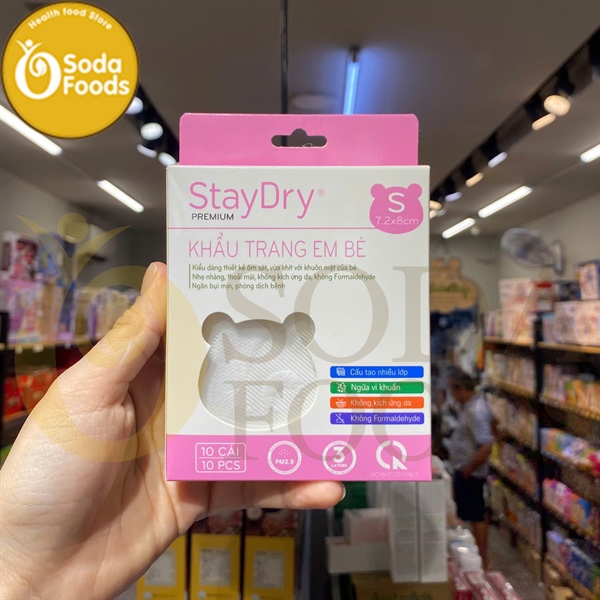 Health food Store
Soda
Foods
StayDry®
PREMIUM
S
7.2x8cm
KHẨU TRANG EM BÉ
Kiểu dáng thiết kế ôm sát, vừa khít với khuôn mặt của bé
Nhẹ nhàng, thoải mái, không kích ứng da, không Formaldehyde
Ngăn bụi mịn, phòng dịch bệnh
Cấu tạo nhiều lớp
Ngừa vi khuẩn
Không kích ứng da
Không Formaldehyde
10 CÁI
10 PCS
PM2.5
3
LAYERS
CR
SODA
FOODS